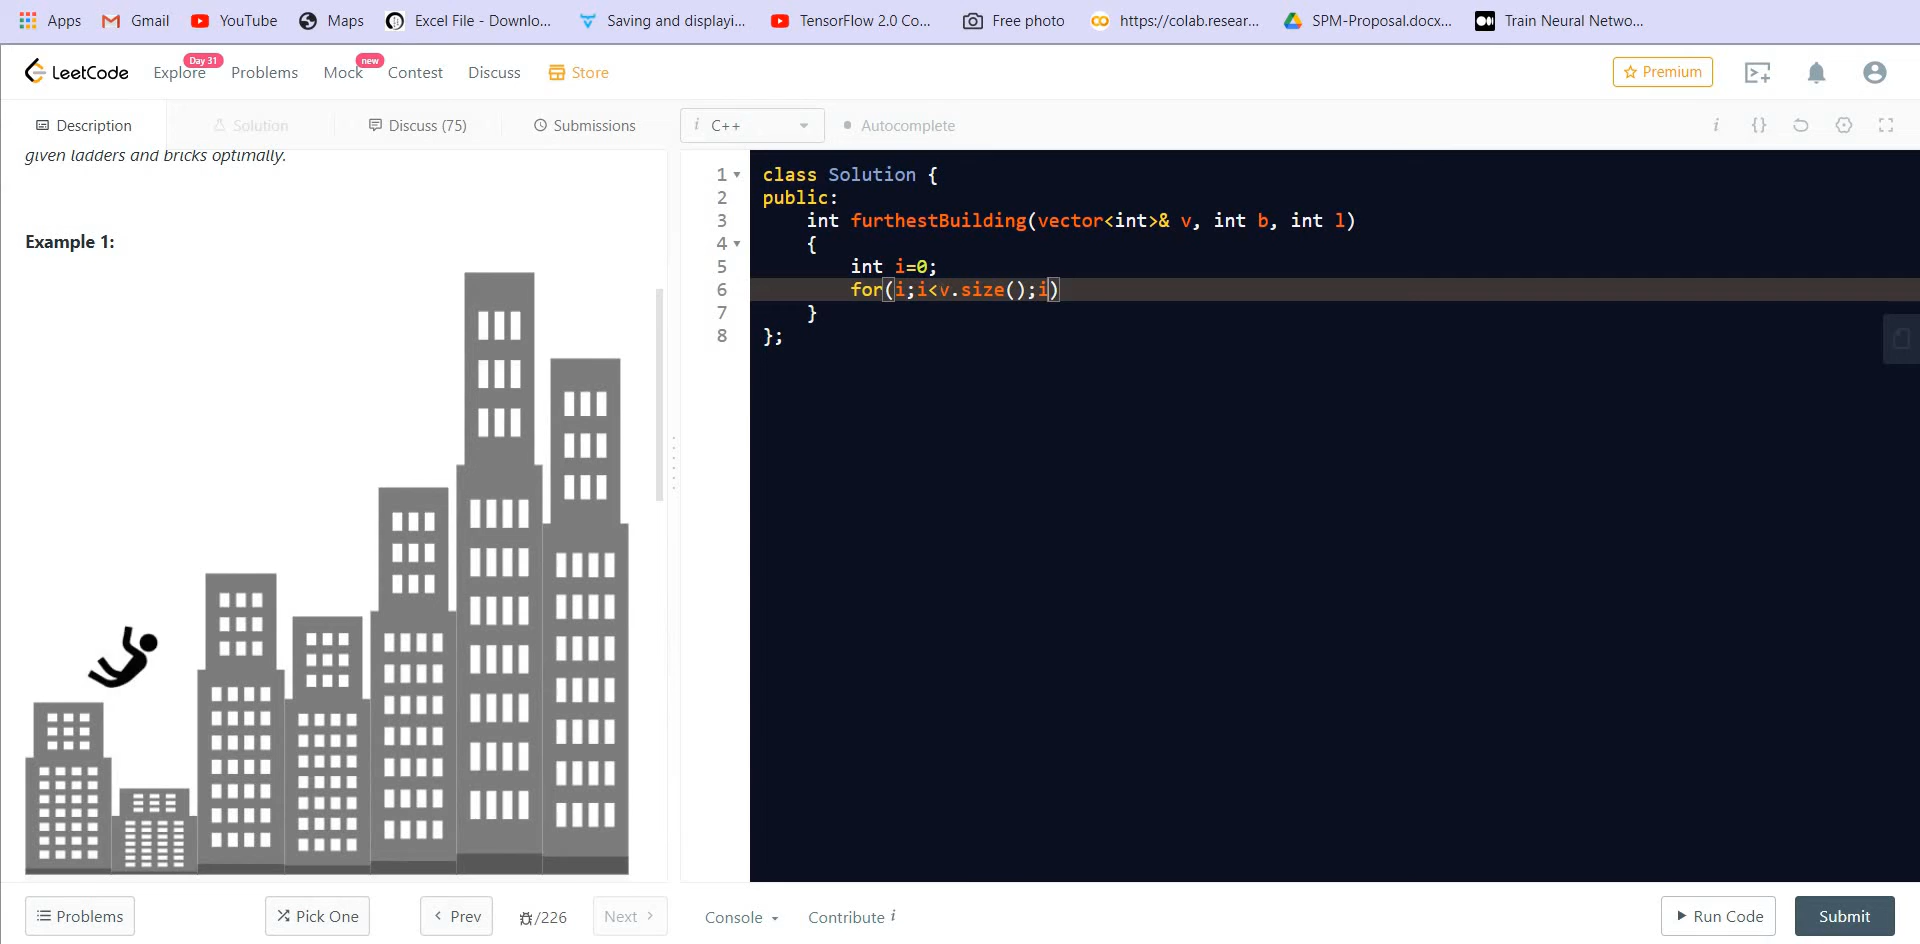 Apps Gmail YouTube Maps Excel File - Downlo... Saving and displayi... TensorFlow 2.0 Co... Free photo https://colab.resear... SPM-Proposal.docx... Train Neural Netwo...
LeetCode Explore Day 31 Problems Mock new Contest Discuss Store Premium
Description Solution Discuss (75) Submissions i C++ Autocomplete i {}
given ladders and bricks optimally.
Example 1:
1 class Solution {
2 public:
3 int furthestBuilding(vector<int>& v, int b, int l)
4 {
5 int i=0;
6 for(i;i<v.size();i)
7 }
8 };
Problems Pick One Prev /226 Next Console Contribute i Run Code Submit